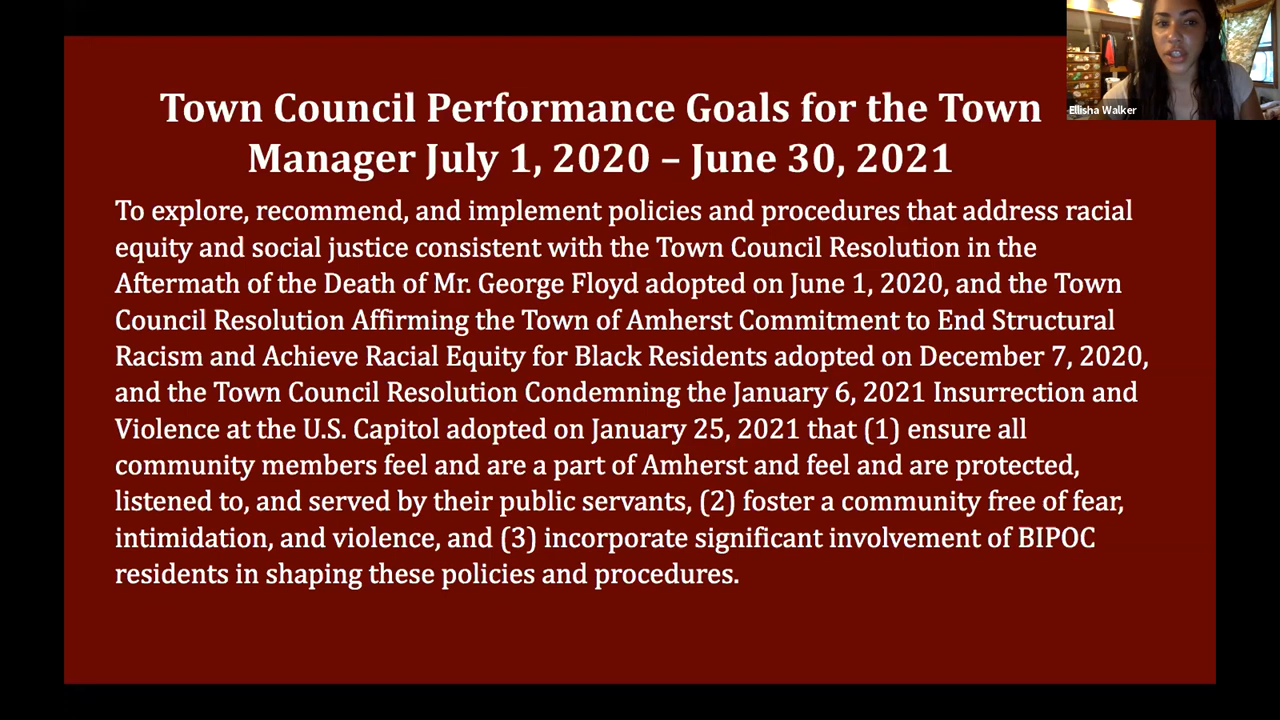 Town Council Performance Goals for the Town
Manager July 1, 2020 – June 30, 2021
Ellisha Walker
To explore, recommend, and implement policies and procedures that address racial
equity and social justice consistent with the Town Council Resolution in the
Aftermath of the Death of Mr. George Floyd adopted on June 1, 2020, and the Town
Council Resolution Affirming the Town of Amherst Commitment to End Structural
Racism and Achieve Racial Equity for Black Residents adopted on December 7, 2020,
and the Town Council Resolution Condemning the January 6, 2021 Insurrection and
Violence at the U.S. Capitol adopted on January 25, 2021 that (1) ensure all
community members feel and are a part of Amherst and feel and are protected,
listened to, and served by their public servants, (2) foster a community free of fear,
intimidation, and violence, and (3) incorporate significant involvement of BIPOC
residents in shaping these policies and procedures.